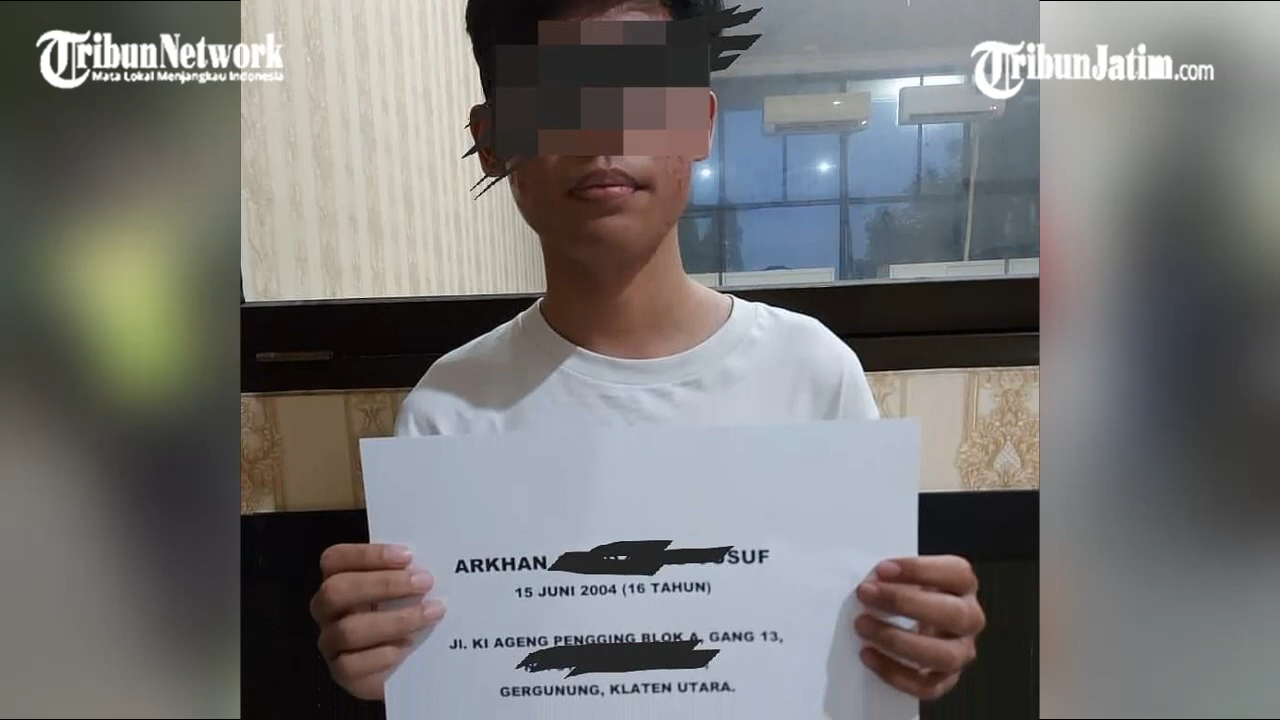 TribunNetwork
Mata Lokal Menjangkau Indonesia
TribunJatim.com
ARKHAN SUF
15 JUNI 2004 (16 TAHUN)
Jl. KI AGENG PENGGING BLOK A, GANG 13,
GERGUNUNG, KLATEN UTARA.